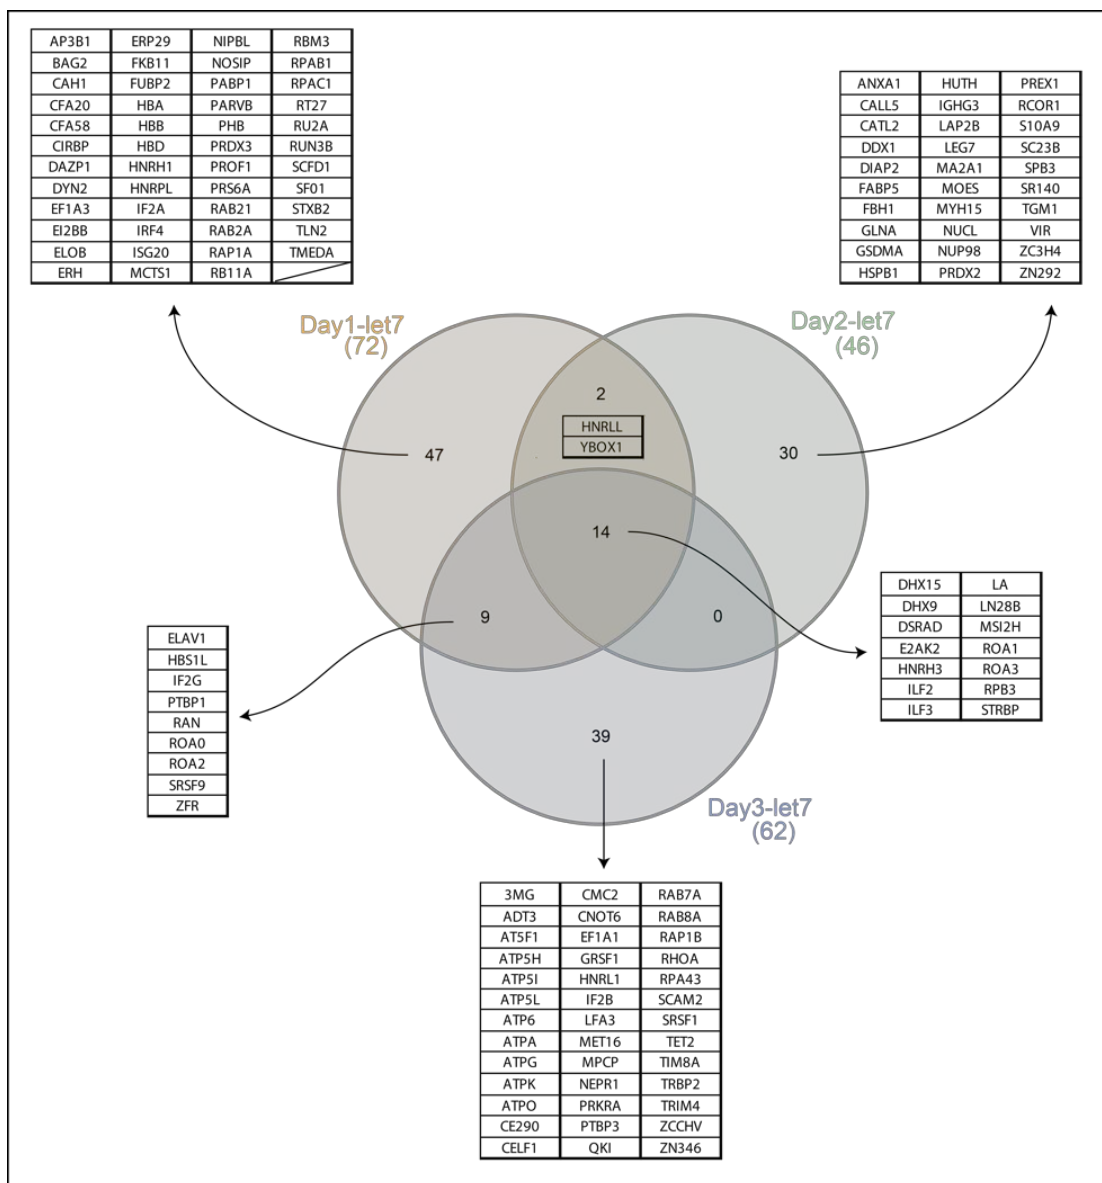 AP3B1 ERP29 NIPBL RBM3
BAG2 FKB11 NOSIP RPAB1
CAH1 FUBP2 PABP1 RPAC1
CFA20 HBA PARVB RT27
CFA58 HBB PHB RU2A
CIRBP HBD PRDX3 RUN3B
DAZP1 HNRH1 PROF1 SCFD1
DYN2 HNRPL PRS6A SF01
EF1A3 IF2A RAB21 STXB2
EI2BB IRF4 RAB2A TLN2
ELOB ISG20 RAP1A TMEDA
ERH MCTS1 RB11A
ANXA1 HUTH PREX1
CALL5 IGHG3 RCOR1
CATL2 LAP2B S10A9
DDX1 LEG7 SC23B
DIAP2 MA2A1 SPB3
FABP5 MOES SR140
FBH1 MYH15 TGM1
GLNA NUCL VIR
GSDMA NUP98 ZC3H4
HSPB1 PRDX2 ZN292
Day1-let7
(72)
Day2-let7
(46)
2
HNRLL
YBOX1
47
30
14
9
0
DHX15 LA
DHX9 LN28B
DSRAD MSI2H
E2AK2 ROA1
HNRH3 ROA3
ILF2 RPB3
ILF3 STRBP
ELAV1
HBS1L
IF2G
PTBP1
RAN
ROA0
ROA2
SRSF9
ZFR
39
Day3-let7
(62)
3MG CMC2 RAB7A
ADT3 CNOT6 RAB8A
AT5F1 EF1A1 RAP1B
ATP5H GRSF1 RHOA
ATP5I HNRL1 RPA43
ATP5L IF2B SCAM2
ATP6 LFA3 SRSF1
ATPA MET16 TET2
ATPG MPCP TIM8A
ATPK NEPR1 TRBP2
ATPO PRKRA TRIM4
CE290 PTBP3 ZCCHV
CELF1 QKI ZN346